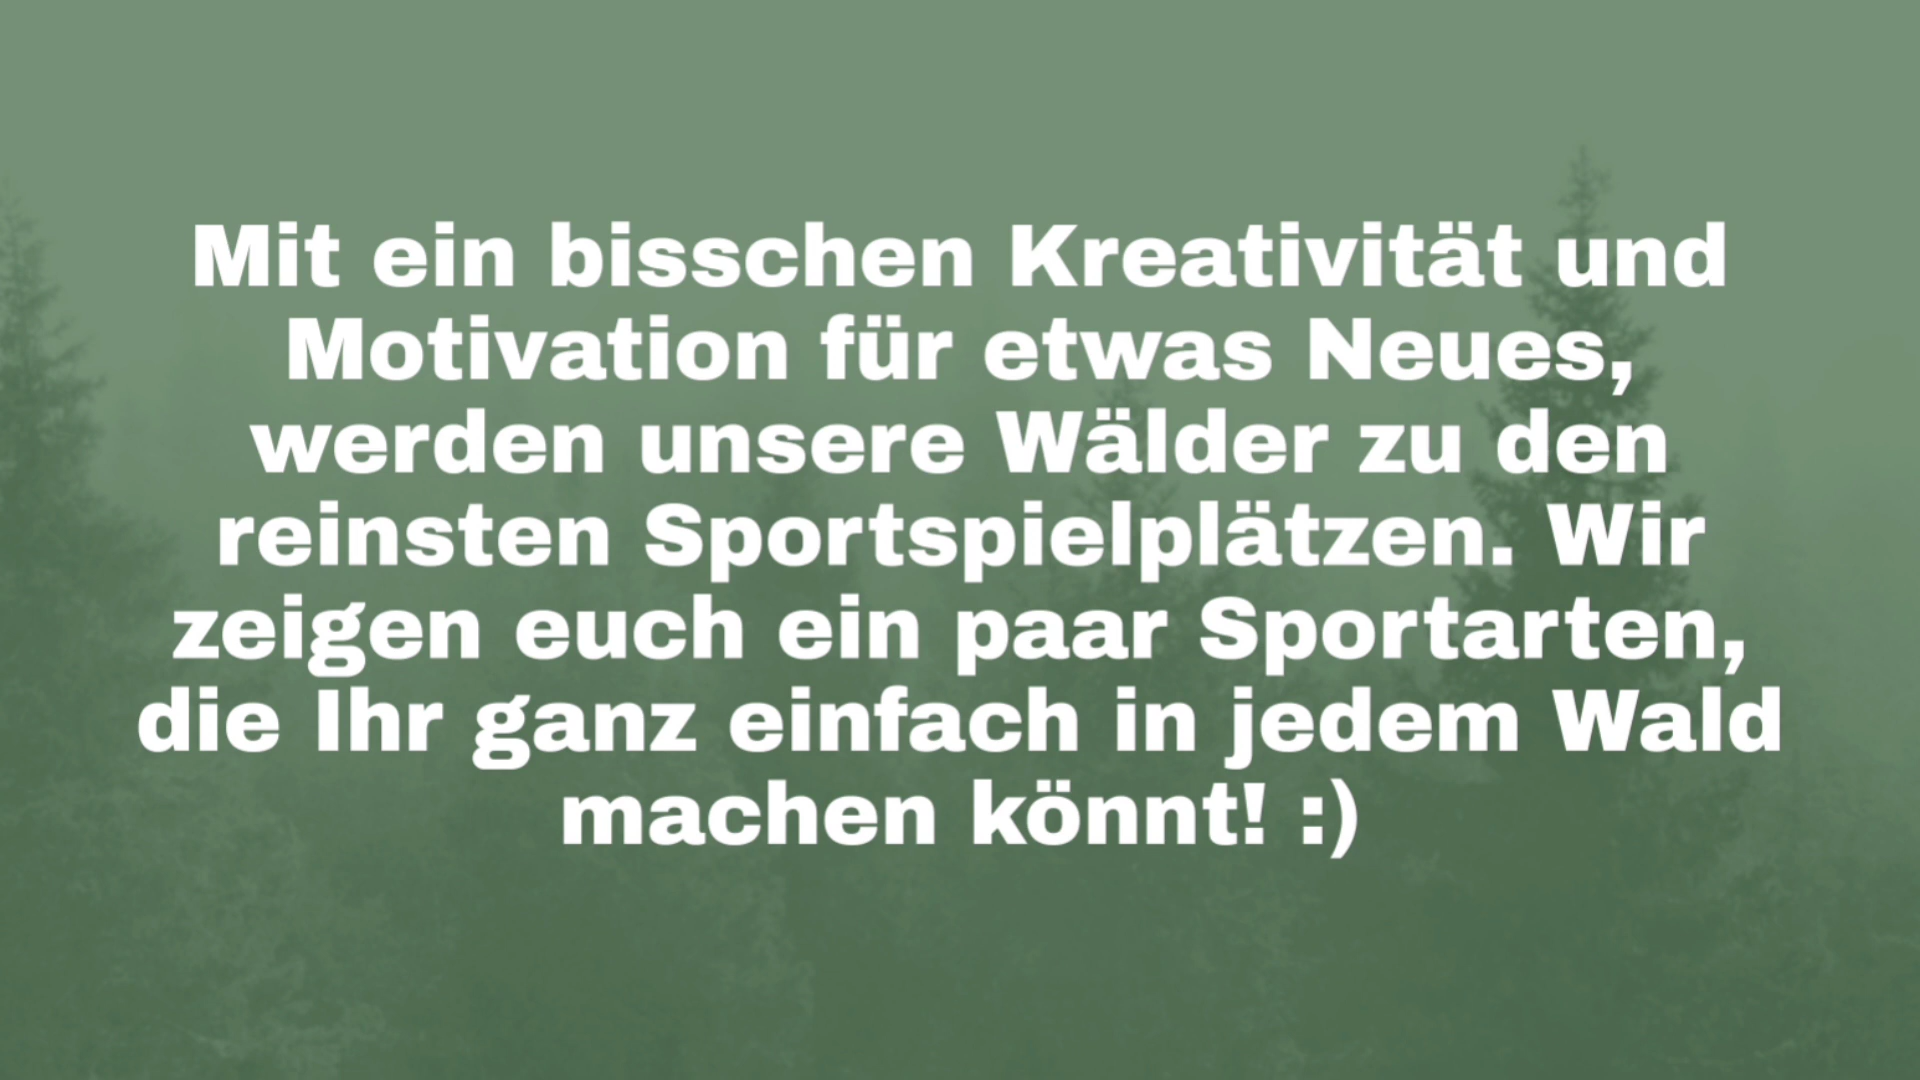 Mit ein bisschen Kreativität und
Motivation für etwas Neues,
werden unsere Wälder zu den
reinsten Sportspielplätzen. Wir
zeigen euch ein paar Sportarten,
die Ihr ganz einfach in jedem Wald
machen könnt! :)